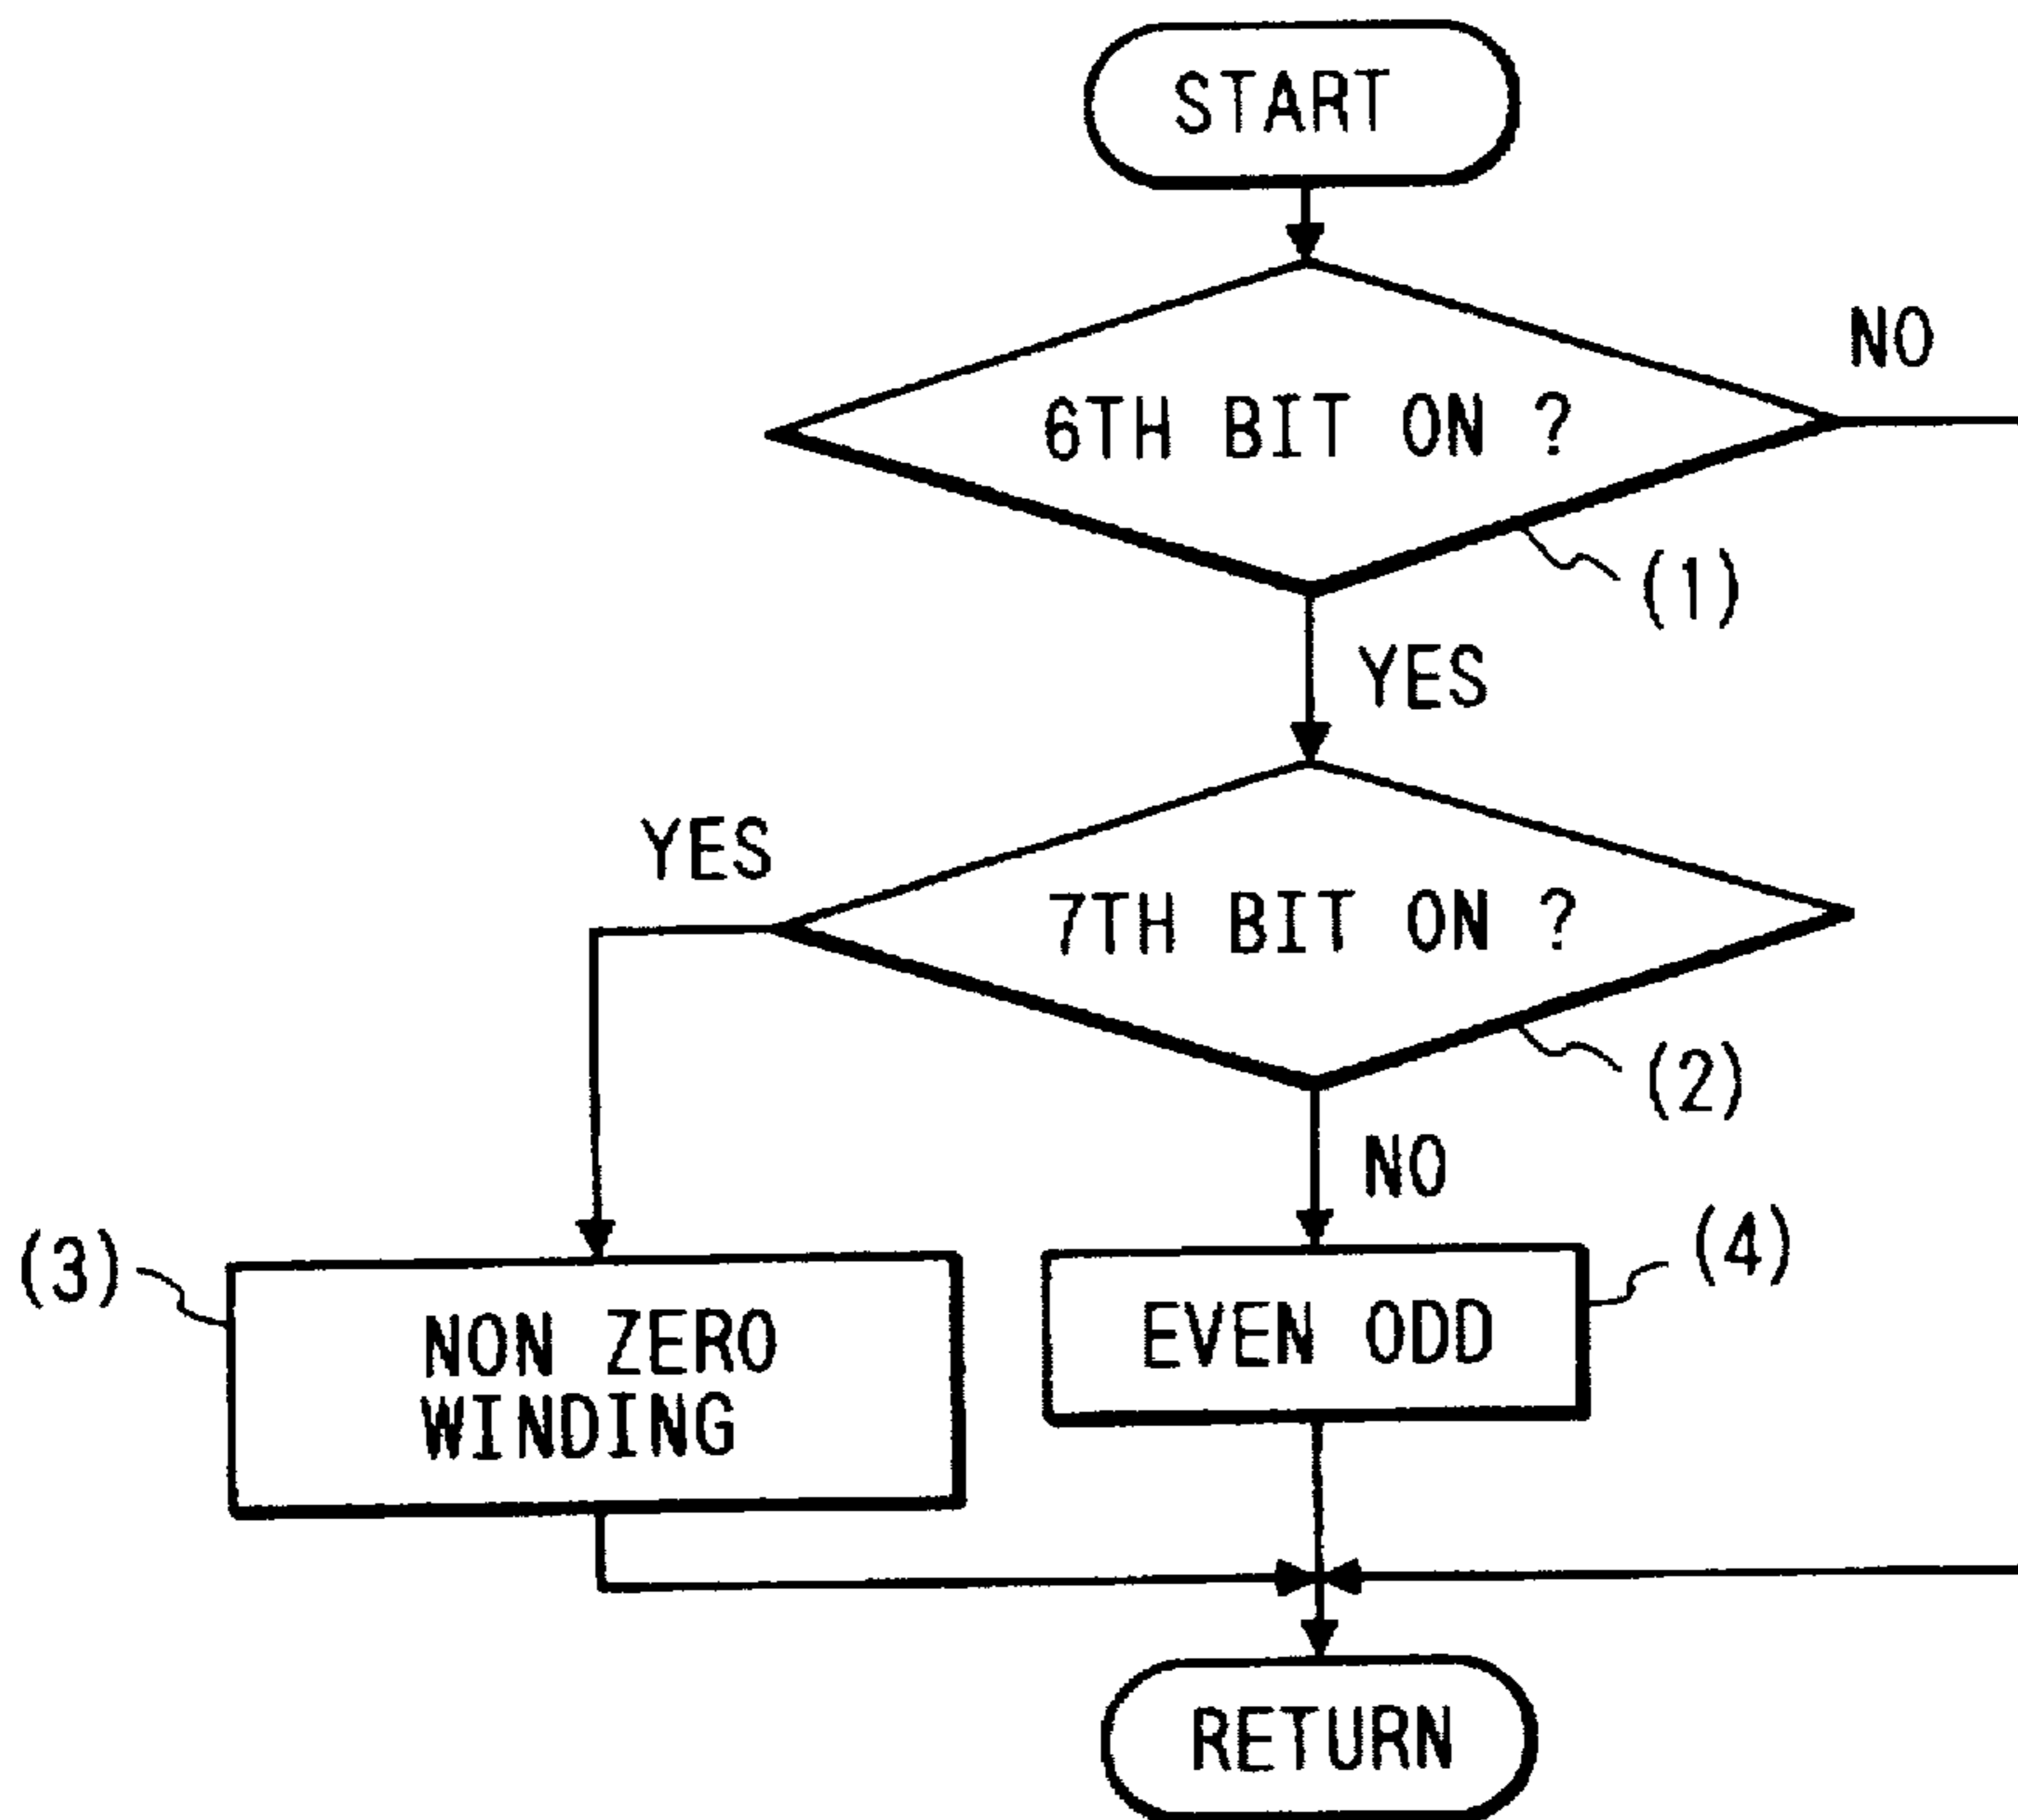 START
NO
6TH BIT ON ?
(1)
YES
YES
7TH BIT ON ?
(2)
NO
(3)
(4)
NON ZERO
WINDING
EVEN ODD
RETURN